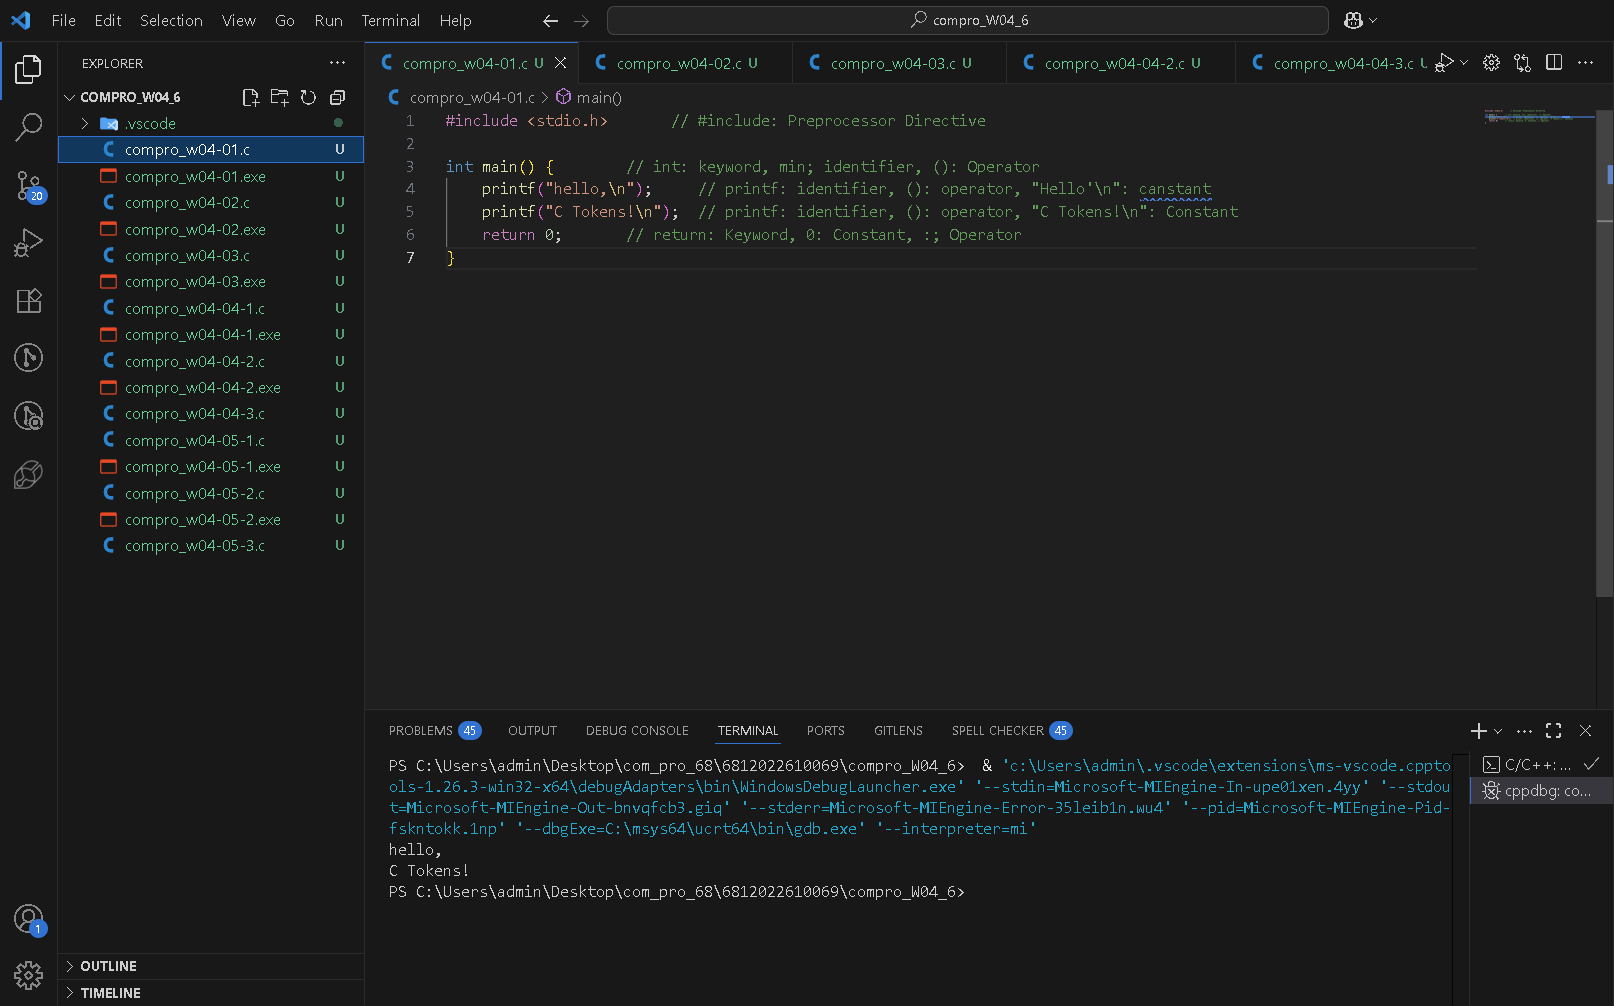 File Edit Selection View Go Run Terminal Help
compro_W04_6
EXPLORER
COMPRO_W04_6
.vscode
compro_w04-01.c U
compro_w04-01.exe U
compro_w04-02.c U
compro_w04-02.exe U
compro_w04-03.c U
compro_w04-03.exe U
compro_w04-04-1.c U
compro_w04-04-1.exe U
compro_w04-04-2.c U
compro_w04-04-2.exe U
compro_w04-04-3.c U
compro_w04-05-1.c U
compro_w04-05-1.exe U
compro_w04-05-2.c U
compro_w04-05-2.exe U
compro_w04-05-3.c U
OUTLINE
TIMELINE
20
1
compro_w04-01.c U
compro_w04-02.c U
compro_w04-03.c U
compro_w04-04-2.c U
compro_w04-04-3.c U
compro_w04-01.c > main()
1 #include <stdio.h> // #include: Preprocessor Directive
2
3 int main() { // int: keyword, min; identifier, (): Operator
4 printf("hello,\n"); // printf: identifier, (): operator, "Hello'\n": canstant
5 printf("C Tokens!\n"); // printf: identifier, (): operator, "C Tokens!\n": Constant
6 return 0; // return: Keyword, 0: Constant, :; Operator
7 }
PROBLEMS 45 OUTPUT DEBUG CONSOLE TERMINAL PORTS GITLENS SPELL CHECKER 45
PS C:\Users\admin\Desktop\com_pro_68\6812022610069\compro_W04_6> & 'c:\Users\admin\.vscode\extensions\ms-vscode.cppto
ols-1.26.3-win32-x64\debugAdapters\bin\WindowsDebugLauncher.exe' '--stdin=Microsoft-MIEngine-In-upe01xen.4yy' '--stdou
t=Microsoft-MIEngine-Out-bnvqfcb3.giq' '--stderr=Microsoft-MIEngine-Error-35leib1n.wu4' '--pid=Microsoft-MIEngine-Pid-
fskntokk.1np' '--dbgExe=C:\msys64\ucrt64\bin\gdb.exe' '--interpreter=mi'
hello,
C Tokens!
PS C:\Users\admin\Desktop\com_pro_68\6812022610069\compro_W04_6>
C/C++: ...
cppdbg: co...